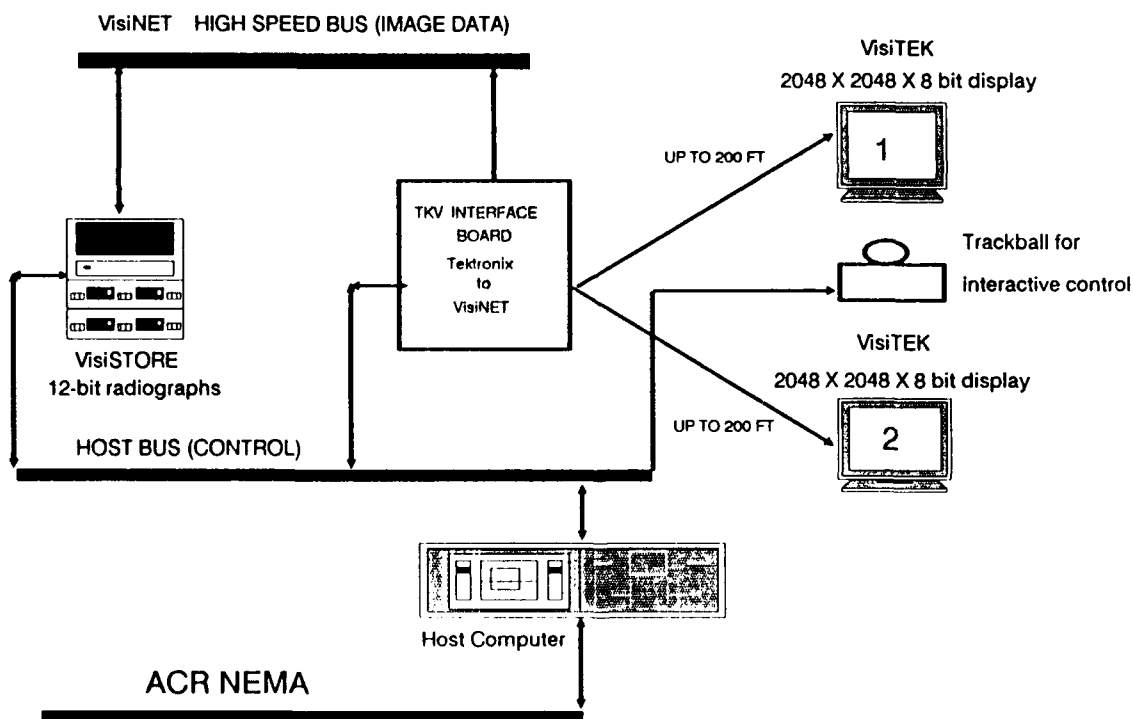 VisiNET HIGH SPEED BUS (IMAGE DATA)
VisiTEK
2048 X 2048 X 8 bit display
1
UP TO 200 FT
TKV INTERFACE
BOARD
Tektronix
to
VisiNET
Trackball for
interactive control
VisiSTORE
12-bit radiographs
VisiTEK
2048 X 2048 X 8 bit display
UP TO 200 FT
2
HOST BUS (CONTROL)
Host Computer
ACR NEMA